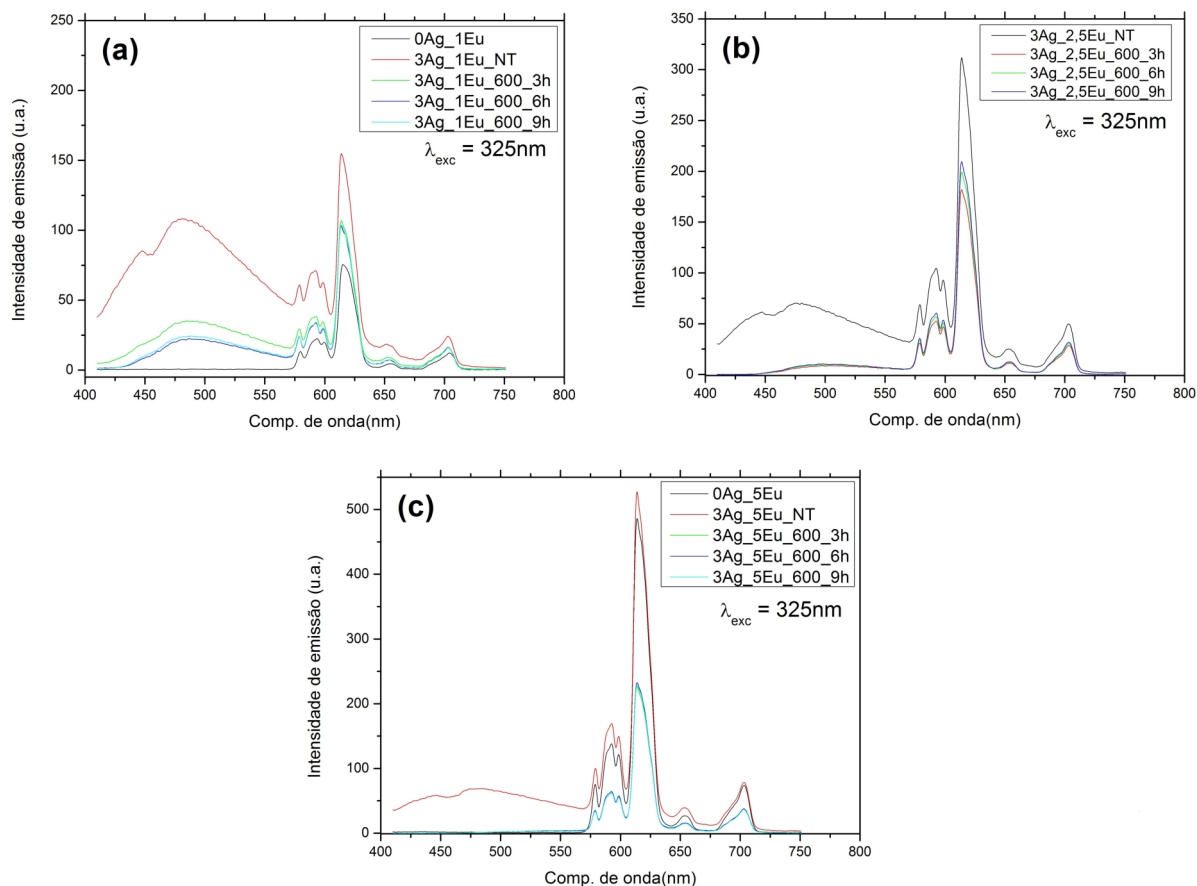 (a)
0Ag_1Eu
3Ag_1Eu_NT
3Ag_1Eu_600_3h
3Ag_1Eu_600_6h
3Ag_1Eu_600_9h
λexc = 325nm
Intensidade de emissão (u.a.)
250
200
150
100
50
0
400 450 500 550 600 650 700 750 800
Comp. de onda(nm)
(b)
3Ag_2,5Eu_NT
3Ag_2,5Eu_600_3h
3Ag_2,5Eu_600_6h
3Ag_2,5Eu_600_9h
λexc = 325nm
Intensidade de emissão (u.a.)
350
300
250
200
150
100
50
0
400 450 500 550 600 650 700 750 800
Comp. de onda(nm)
(c)
0Ag_5Eu
3Ag_5Eu_NT
3Ag_5Eu_600_3h
3Ag_5Eu_600_6h
3Ag_5Eu_600_9h
λexc = 325nm
Intensidade de emissão (u.a.)
500
400
300
200
100
0
400 450 500 550 600 650 700 750 800
Comp. de onda(nm)